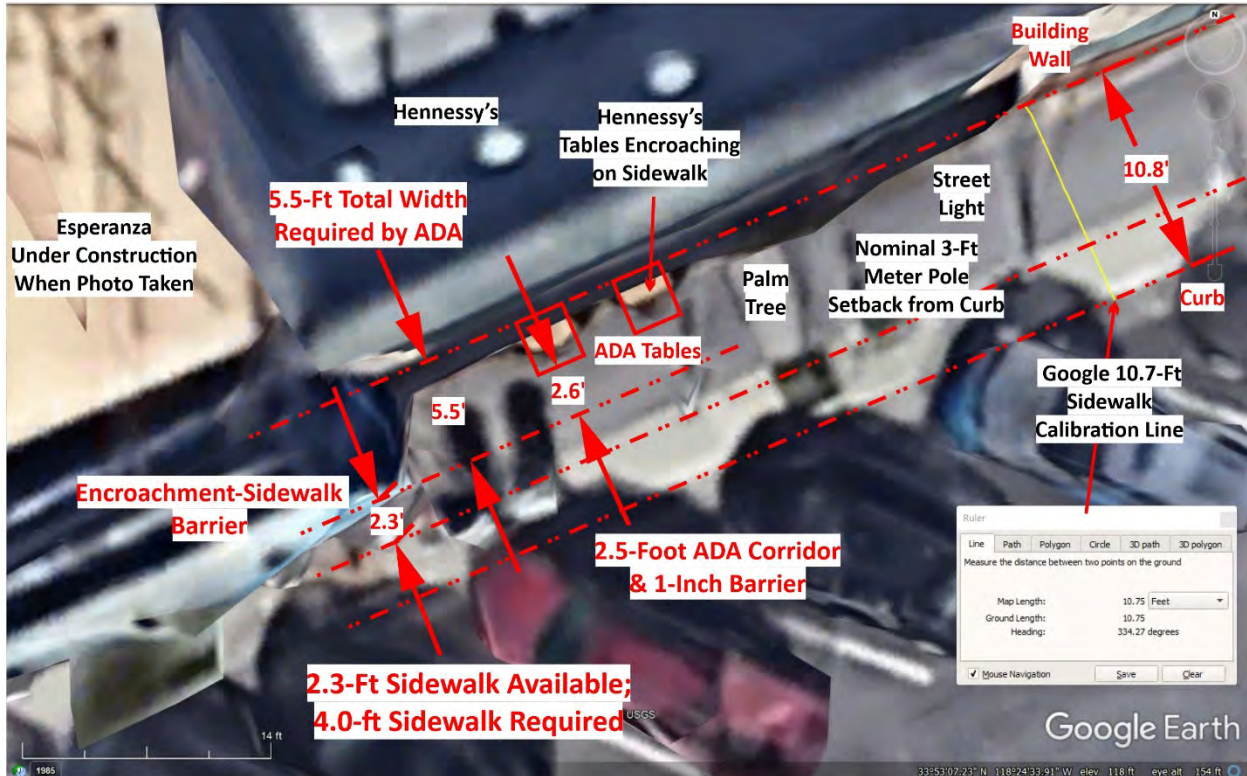 N
Building
Wall
Hennessy's
Hennessy's
Tables Encroaching
on Sidewalk
10.8'
5.5-Ft Total Width
Required by ADA
Street
Light
Esperanza
Under Construction
When Photo Taken
Palm
Tree
Nominal 3-Ft
Meter Pole
Setback from Curb
Curb
ADA Tables
2.6'
5.5'
Google 10.7-Ft
Sidewalk
Calibration Line
Encroachment-Sidewalk
Barrier
2.3'
2.5-Foot ADA Corridor
& 1-Inch Barrier
Ruler
Line Path Polygon Circle 3D path 3D polygon
Measure the distance between two points on the ground
Map Length: 10.75 Feet
Ground Length: 10.75
Heading: 334.27 degrees
Mouse Navigation Save Clear
2.3-Ft Sidewalk Available;
4.0-ft Sidewalk Required
USGS
Google Earth
14 ft
1985
33°53'07.23" N 118°24'33.91" W elev 118 ft eye alt 154 ft